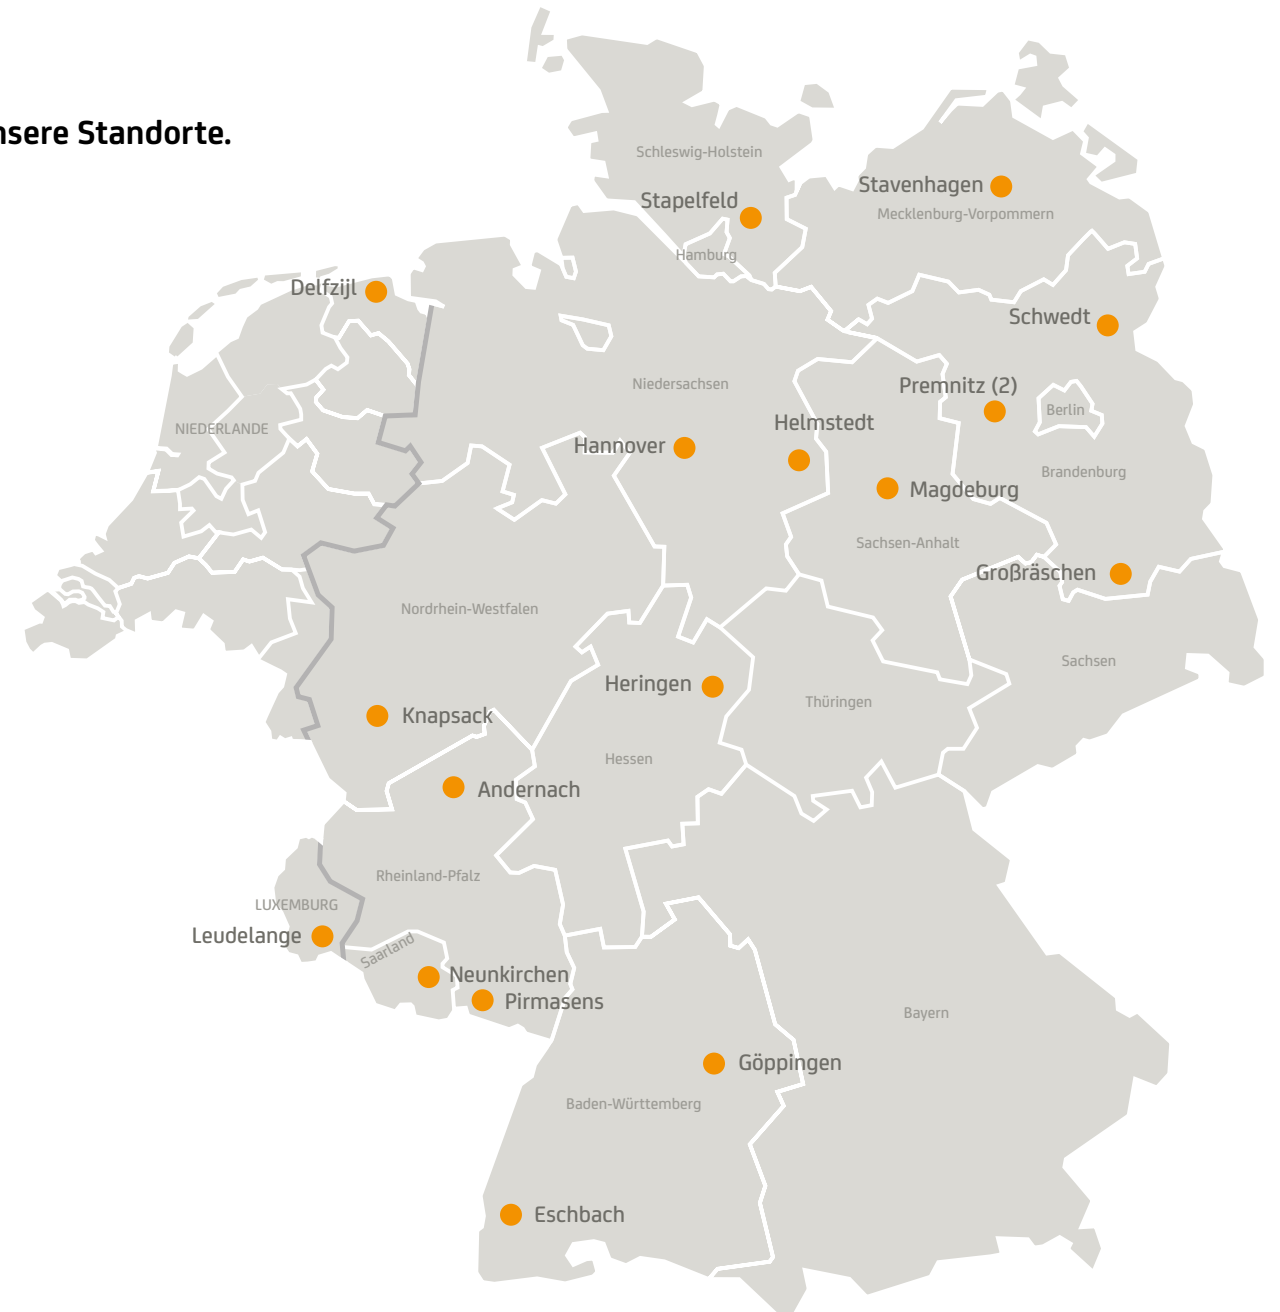 nsere Standorte.
Schleswig-Holstein
Stapelfeld
Stavenhagen
Mecklenburg-Vorpommern
Hamburg
Delfzijl
Schwedt
Niedersachsen
Premnitz (2)
Berlin
NIEDERLANDE
Helmstedt
Hannover
Brandenburg
Magdeburg
Sachsen-Anhalt
Großräschen
Nordrhein-Westfalen
Sachsen
Heringen
Thüringen
Knapsack
Hessen
Andernach
Rheinland-Pfalz
LUXEMBURG
Leudelange
Saarland
Neunkirchen
Pirmasens
Bayern
Göppingen
Baden-Württemberg
Eschbach